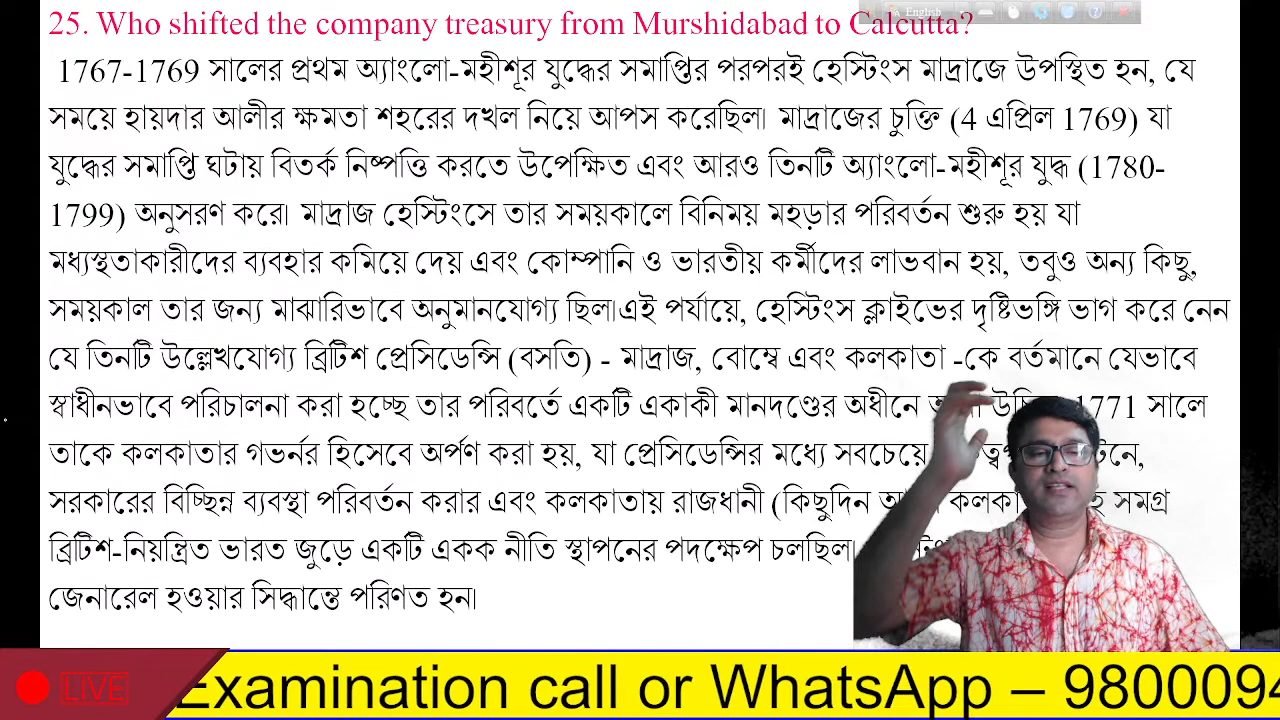 25. Who shifted the company treasury from Murshidabad to Calcutta?
English
1767-1769 সালের প্রথম অ্যাংলো-মহীশূর যুদ্ধের সমাপ্তির পরপরই হেস্টিংস মাদ্রাজে উপস্থিত হন, যে
সময়ে হায়দার আলীর ক্ষমতা শহরের দখল নিয়ে আপস করেছিল। মাদ্রাজের চুক্তি (4 এপ্রিল 1769) যা
যুদ্ধের সমাপ্তি ঘটায় বিতর্ক নিষ্পত্তি করতে উপেক্ষিত এবং আরও তিনটি অ্যাংলো-মহীশূর যুদ্ধ (1780-
1799) অনুসরণ করে। মাদ্রাজ হেস্টিংসে তার সময়কালে বিনিময় মহড়ার পরিবর্তন শুরু হয় যা
মধ্যস্থতাকারীদের ব্যবহার কমিয়ে দেয় এবং কোম্পানি ও ভারতীয় কর্মীদের লাভবান হয়, তবুও অন্য কিছু,
সময়কাল তার জন্য মাঝারিভাবে অনুমানযোগ্য ছিল।এই পর্যায়ে, হেস্টিংস ক্লাইভের দৃষ্টিভঙ্গি ভাগ করে নেন
যে তিনটি উল্লেখযোগ্য ব্রিটিশ প্রেসিডেন্সি (বসতি) - মাদ্রাজ, বোম্বে এবং কলকাতা -কে বর্তমানে যেভাবে
স্বাধীনভাবে পরিচালনা করা হচ্ছে তার পরিবর্তে একটি একাকী মানদণ্ডের অধীনে 1771 সালে
তাকে কলকাতার গভর্নর হিসেবে অর্পণ করা হয়, যা প্রেসিডেন্সির মধ্যে সবচেয়ে
সরকারের বিচ্ছিন্ন ব্যবস্থা পরিবর্তন করার এবং কলকাতায় রাজধানী (কিছুদিন সমগ্র
ব্রিটিশ-নিয়ন্ত্রিত ভারত জুড়ে একটি একক নীতি স্থাপনের পদক্ষেপ চলছিল।
জেনারেল হওয়ার সিদ্ধান্তে পরিণত হন।
LIVE
Examination call or WhatsApp – 980009